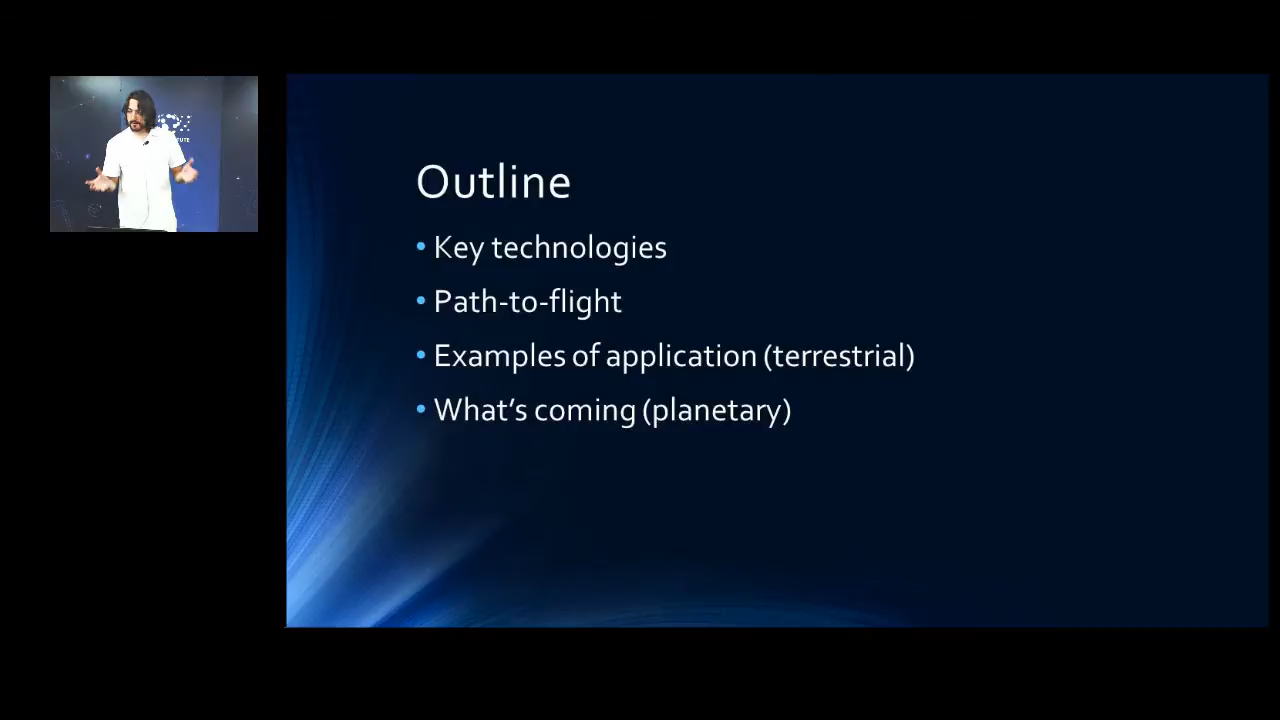 Outline
• Key technologies
• Path-to-flight
• Examples of application (terrestrial)
• What's coming (planetary)